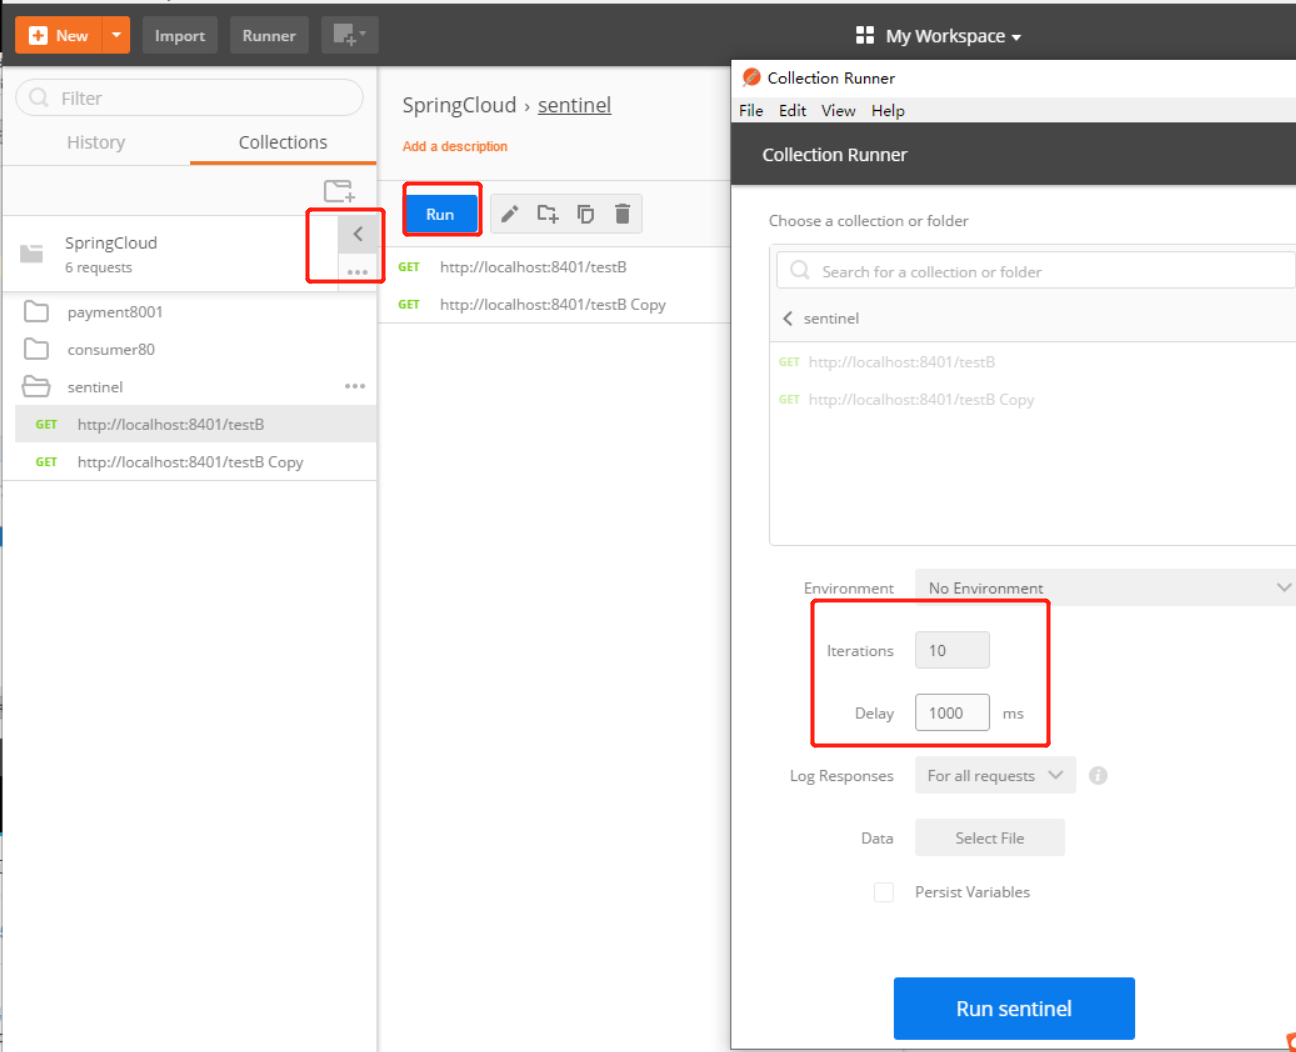 New
Import
Runner
My Workspace
Filter
History
Collections
SpringCloud
6 requests
payment8001
consumer80
sentinel
GET http://localhost:8401/testB
GET http://localhost:8401/testB Copy
SpringCloud › sentinel
Add a description
Run
GET http://localhost:8401/testB
GET http://localhost:8401/testB Copy
Collection Runner
File Edit View Help
Collection Runner
Choose a collection or folder
Search for a collection or folder
sentinel
GET http://localhost:8401/testB
GET http://localhost:8401/testB Copy
Environment No Environment
Iterations 10
Delay 1000 ms
Log Responses For all requests
Data Select File
Persist Variables
Run sentinel